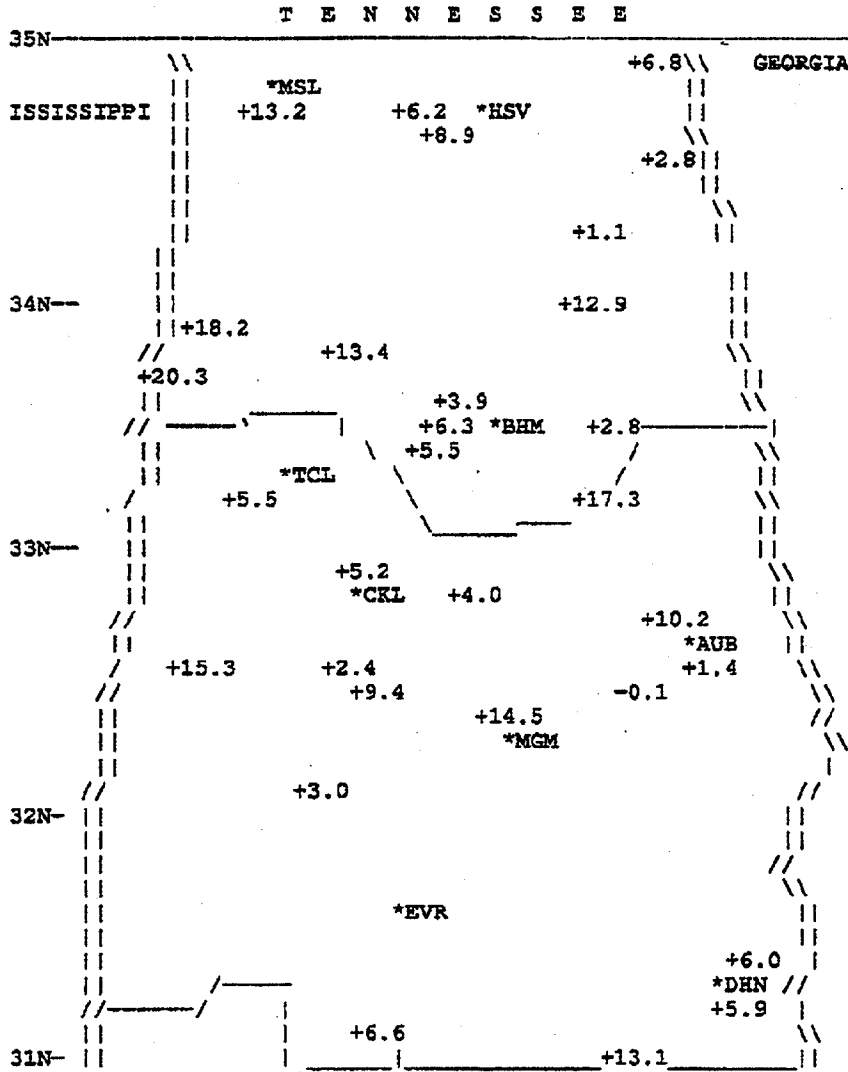 T E N N E S S E E
35N
+6.8 GEORGIA
*MSL
ISSISSIPPI +13.2 +6.2 *HSV
+8.9
+2.8
+1.1
34N-- +12.9
+18.2
+13.4
+20.3
+3.9
+6.3 *BHM +2.8
+5.5
*TCL
+5.5 +17.3
33N--
+5.2
*CKL +4.0
+10.2
*AUB
+15.3 +2.4 +1.4
+9.4 -0.1
+14.5
*MGM
+3.0
32N-
*EVR
+6.0
*DHN
+5.9
+6.6
31N- +13.1